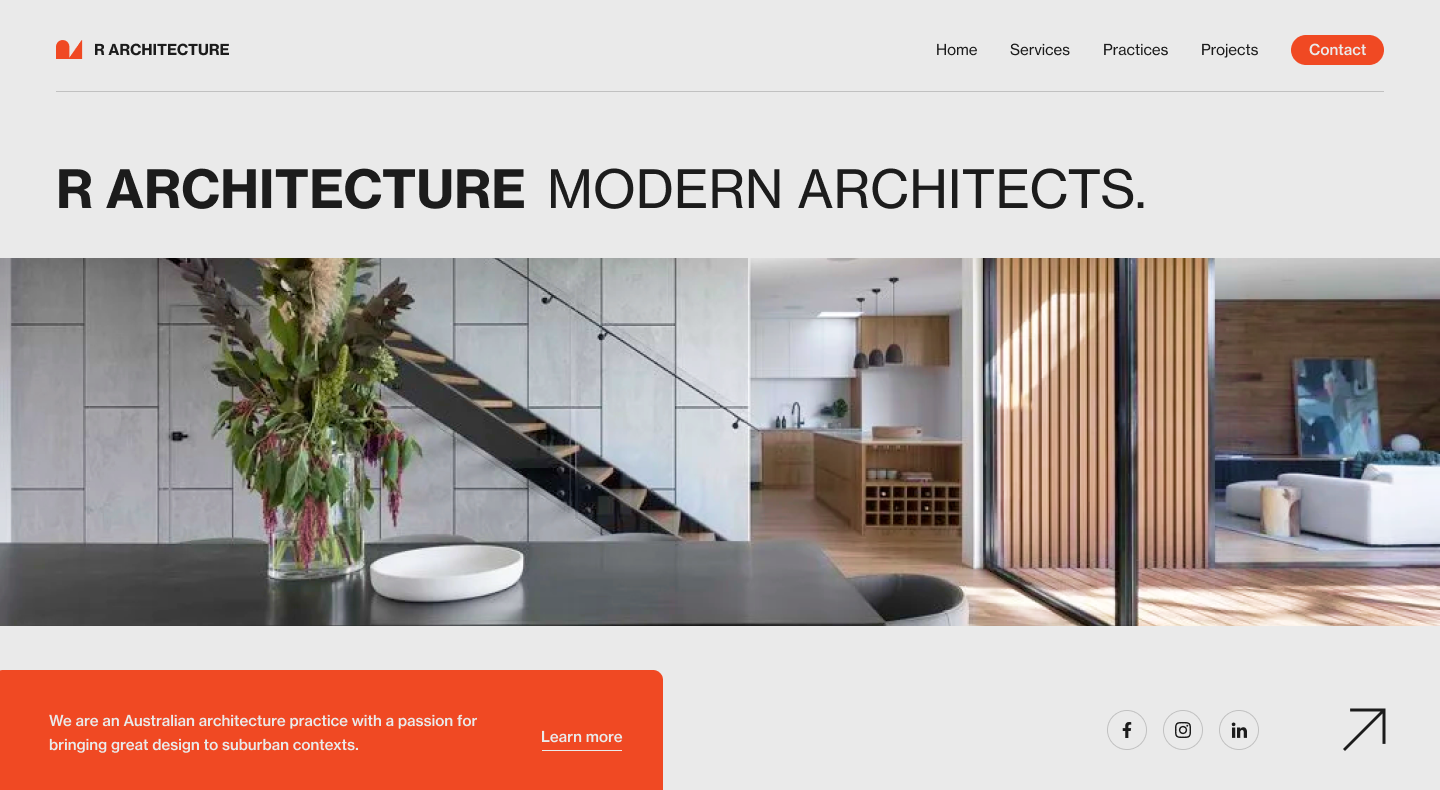 R ARCHITECTURE
Home Services Practices Projects Contact
R ARCHITECTURE MODERN ARCHITECTS.
We are an Australian architecture practice with a passion for
bringing great design to suburban contexts.
Learn more